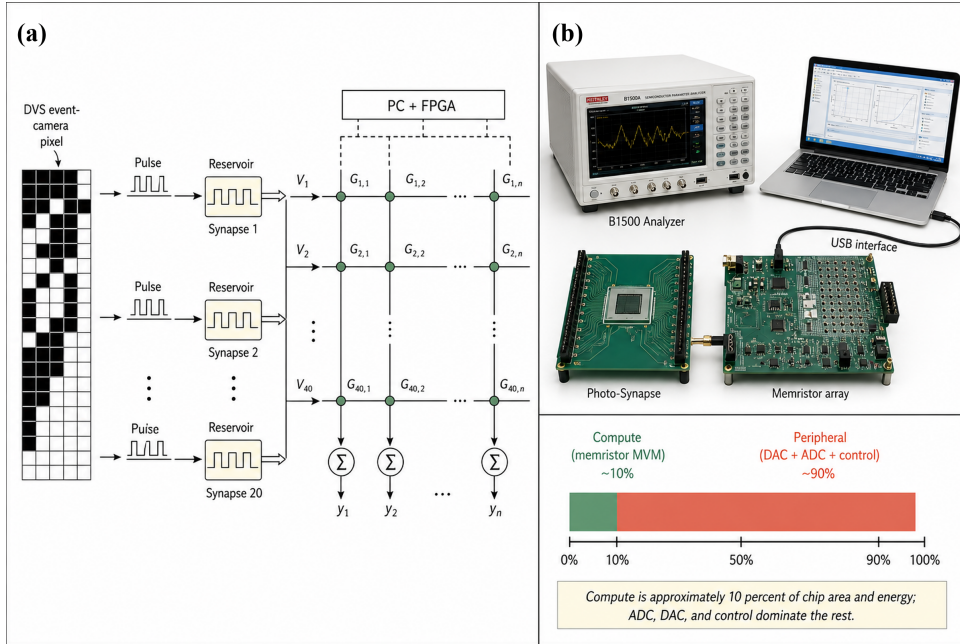 (a)
DVS event-
camera
pixel
PC + FPGA
Pulse
Reservoir
Synapse 1
V1
G1,1
G1,2
G1,n
...
Pulse
Reservoir
Synapse 2
V2
G2,1
G2,2
G2,n
...
Puise
Reservoir
Synapse 20
V40
G40,1
G40,2
G40,n
...
Σ
Σ
Σ
y1
y2
...
yn
(b)
B1500A
SEMICONDUCTOR PARAMETER ANALYZER
B1500 Analyzer
USB interface
Photo-Synapse
Memristor array
Compute
(memristor MVM)
~10%
Peripheral
(DAC + ADC + control)
~90%
0%
10%
50%
90%
100%
Compute is approximately 10 percent of chip area and energy;
ADC, DAC, and control dominate the rest.